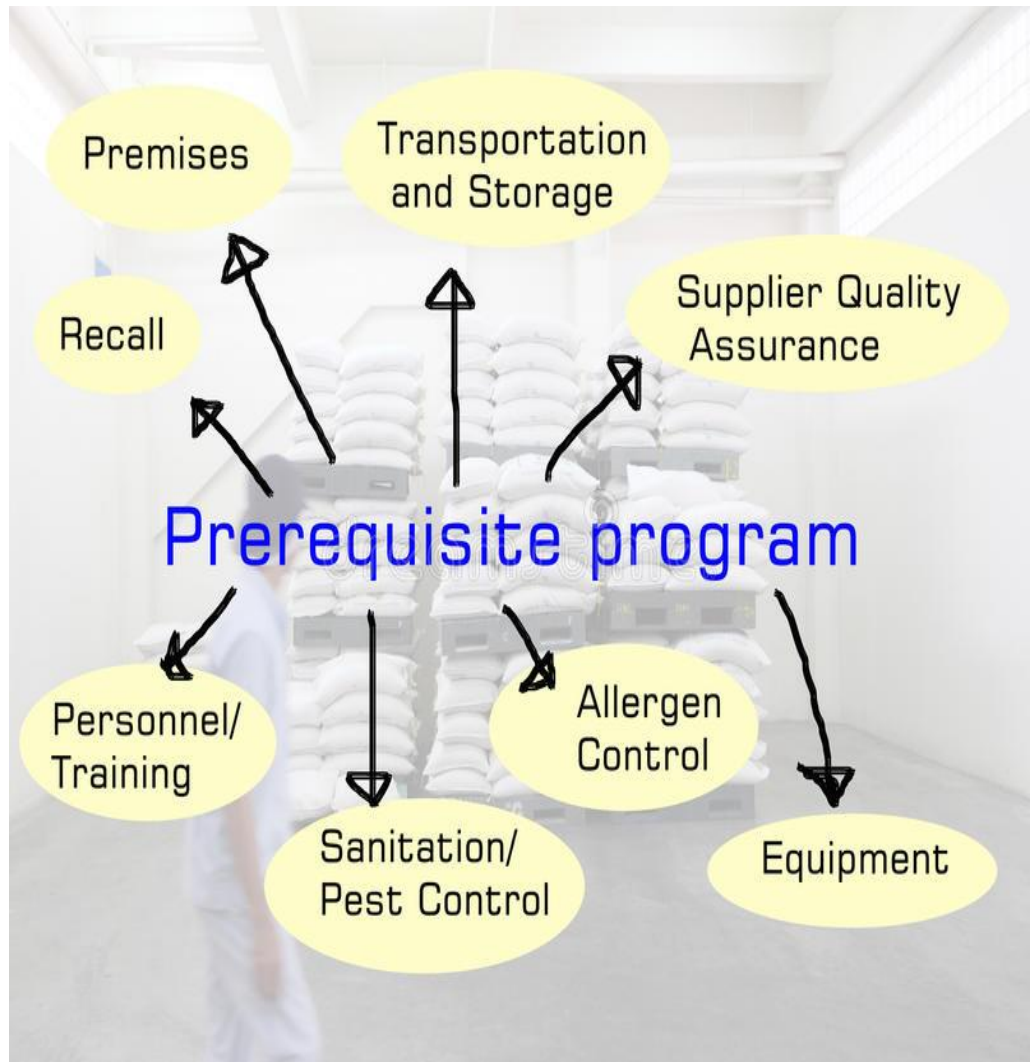 Premises
Transportation
and Storage
Recall
Supplier Quality
Assurance
Prerequisite program
Personnel/
Training
Allergen
Control
Sanitation/
Pest Control
Equipment